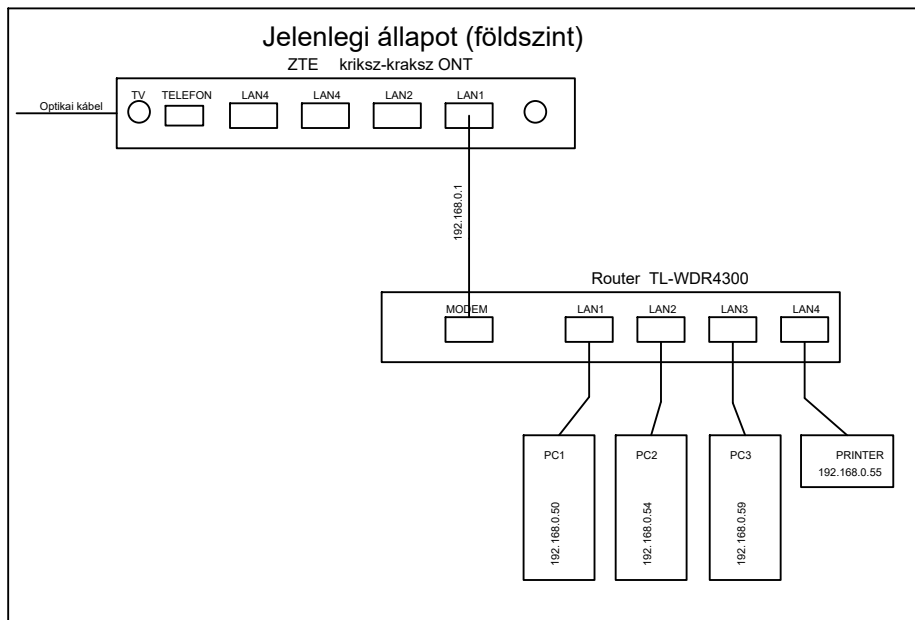 Jelenlegi állapot (földszint)
ZTE kriksz-kraksz ONT
Optikai kábel
TV TELEFON LAN4 LAN4 LAN2 LAN1
192.168.0.1
Router TL-WDR4300
MODEM LAN1 LAN2 LAN3 LAN4
PC1 PC2 PC3 PRINTER
192.168.0.55
192.168.0.50 192.168.0.54 192.168.0.59